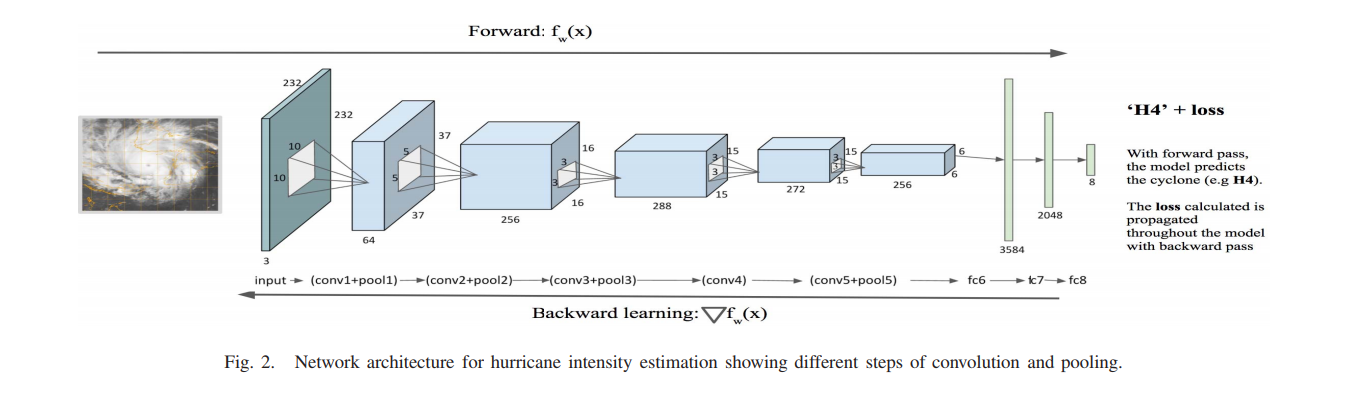 Forward: f_w(x)
232
232
10
10
3
5
5
37
37
64
3
3
16
16
256
3
3
15
15
288
3
3
15
15
272
6
6
256
3584
2048
8
‘H4’ + loss
With forward pass,
the model predicts
the cyclone (e.g H4).
The loss calculated is
propagated
throughout the model
with backward pass
input (conv1+pool1) (conv2+pool2) (conv3+pool3) (conv4) (conv5+pool5) fc6 fc7 fc8
Backward learning: ▽f_w(x)
Fig. 2. Network architecture for hurricane intensity estimation showing different steps of convolution and pooling.